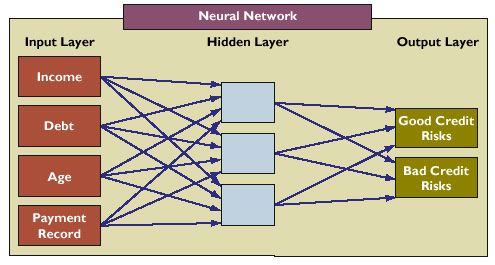 Neural Network
Input Layer
Hidden Layer
Output Layer
Income
Debt
Age
Payment
Record
Good Credit
Risks
Bad Credit
Risks